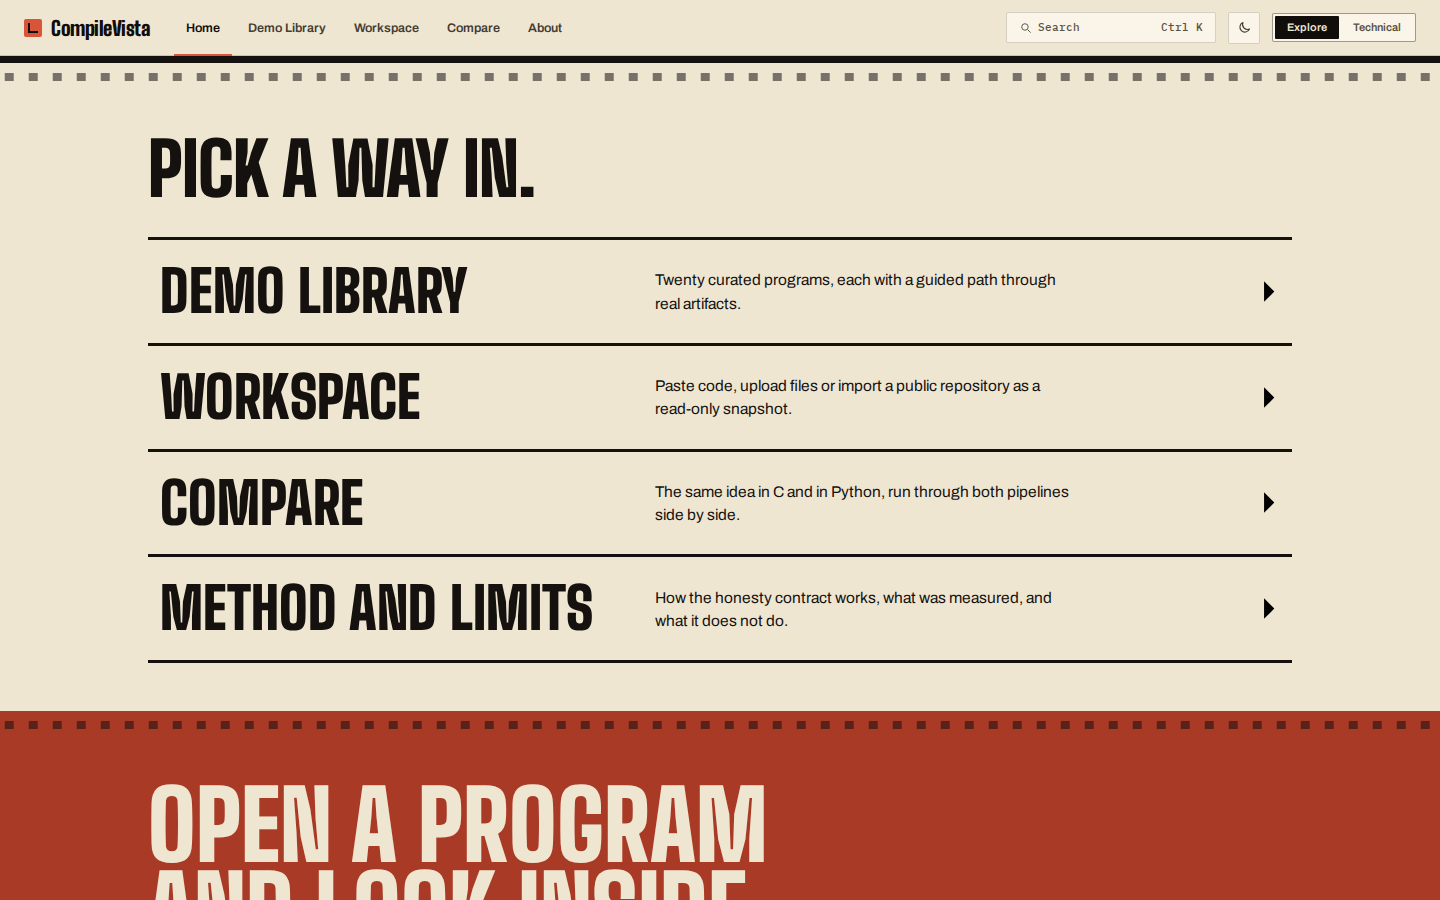 CompileVista
Home
Demo Library
Workspace
Compare
About
Search
Ctrl K
Explore
Technical
PICK A WAY IN.
DEMO LIBRARY
Twenty curated programs, each with a guided path through
real artifacts.
WORKSPACE
Paste code, upload files or import a public repository as a
read-only snapshot.
COMPARE
The same idea in C and in Python, run through both pipelines
side by side.
METHOD AND LIMITS
How the honesty contract works, what was measured, and
what it does not do.
OPEN A PROGRAM
AND LOOK INSIDE